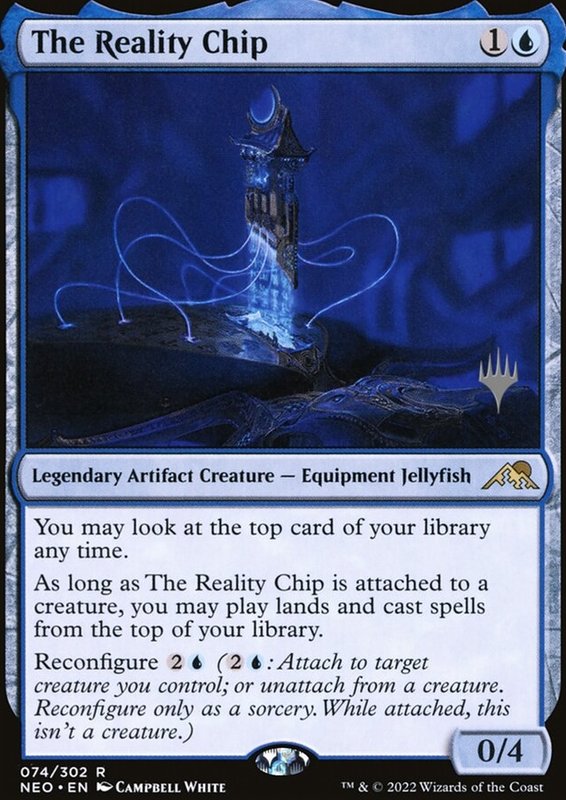 The Reality Chip 1
Legendary Artifact Creature — Equipment Jellyfish
You may look at the top card of your library
any time.
As long as The Reality Chip is attached to a
creature, you may play lands and cast spells
from the top of your library.
Reconfigure 2 (2 : Attach to target
creature you control; or unattach from a creature.
Reconfigure only as a sorcery. While attached, this
isn't a creature.)
0/4
074/302 R
NEO • EN Campbell White
™ & © 2022 Wizards of the Coast